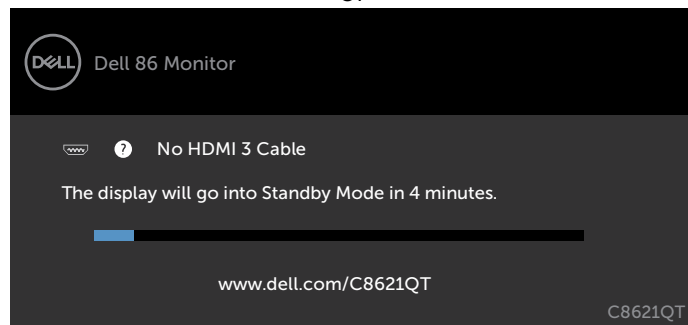 DELL
Dell 86 Monitor
? No HDMI 3 Cable
The display will go into Standby Mode in 4 minutes.
www.dell.com/C8621QT
C8621QT